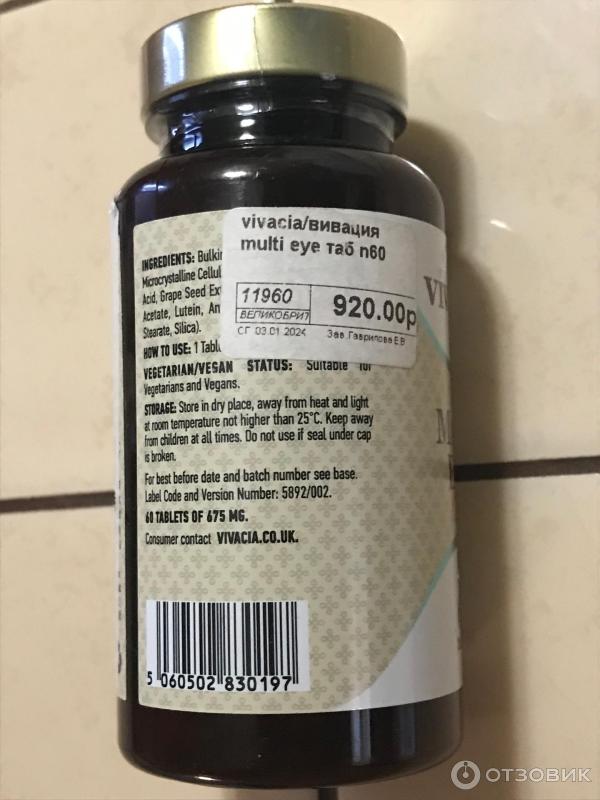 vivacia/вивация
multi eye таб n60
11960
920.00р
ВЕЛИКОБРИТ
СГ 03.01.2024
Зав.Гаврилова Е.В
INGREDIENTS: Bulkin
Microcrystalline Cellul
Acid, Grape Seed Ex
Acetate, Lutein, An
Stearate, Silica).
HOW TO USE: 1 Table
VEGETARIAN/VEGAN STATUS: Suitable for
Vegetarians and Vegans.
STORAGE: Store in dry place, away from heat and light
at room temperature not higher than 25°C. Keep away
from children at all times. Do not use if seal under cap
is broken.
For best before date and batch number see base.
Label Code and Version Number: 5892/002.
60 TABLETS OF 675 MG.
Consumer contact VIVACIA.CO.UK.
5 060502 830197
VIV
M
ОТЗОВИК